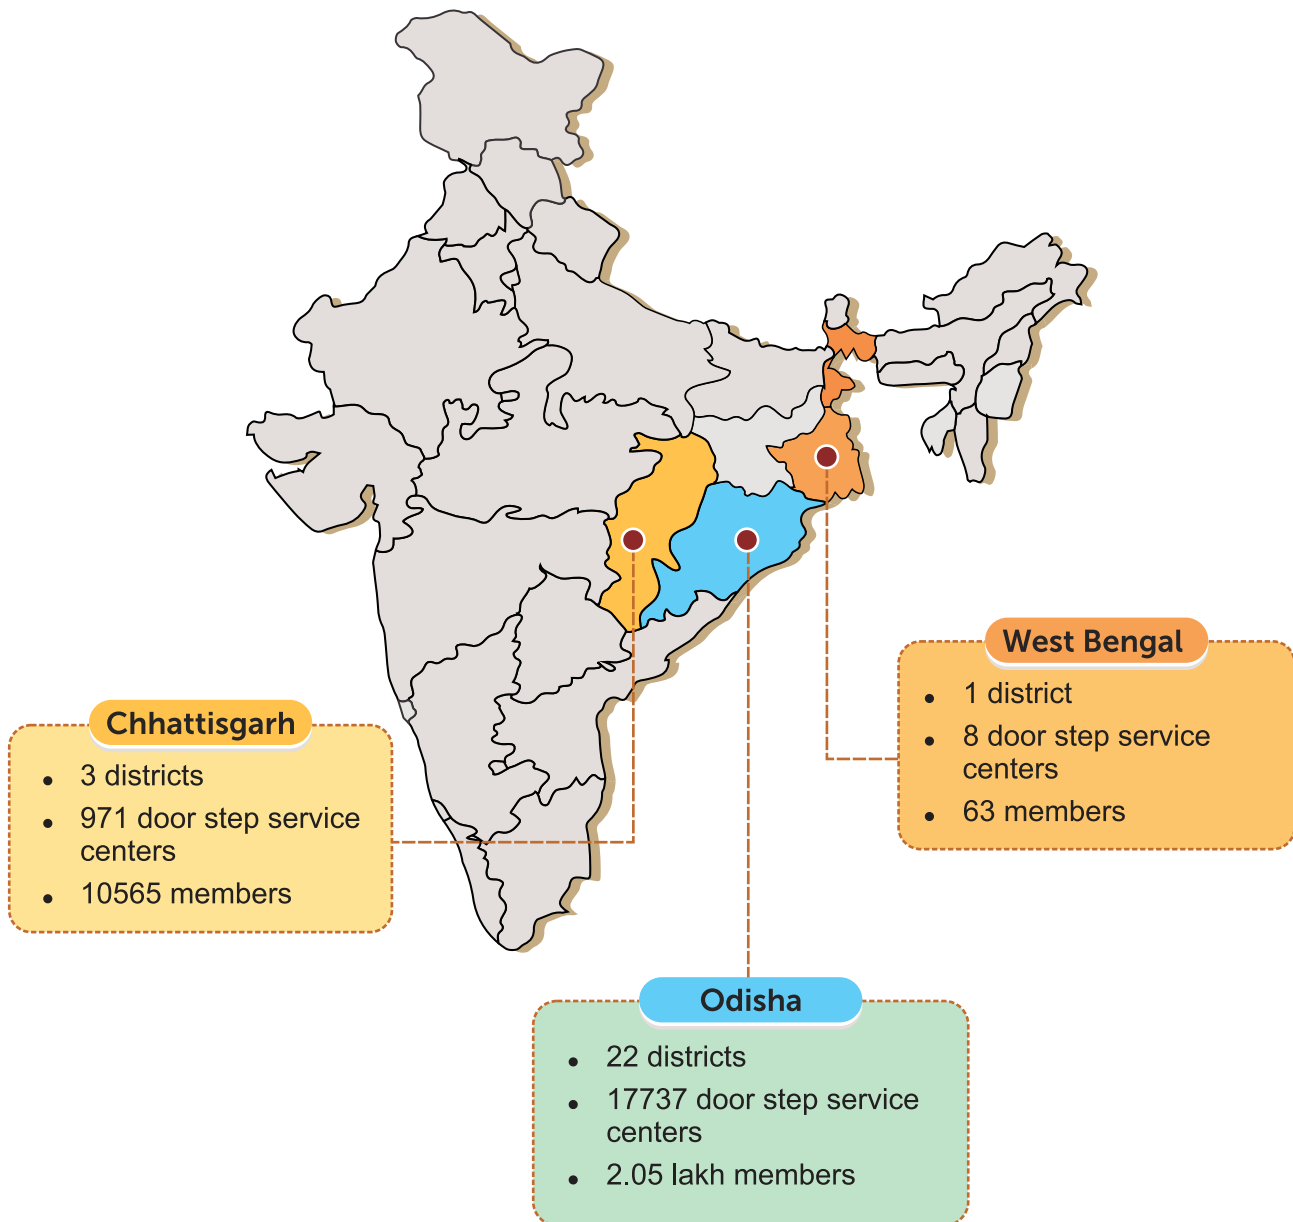 West Bengal
• 1 district
• 8 door step service
centers
• 63 members
Chhattisgarh
• 3 districts
• 971 door step service
centers
• 10565 members
Odisha
• 22 districts
• 17737 door step service
centers
• 2.05 lakh members